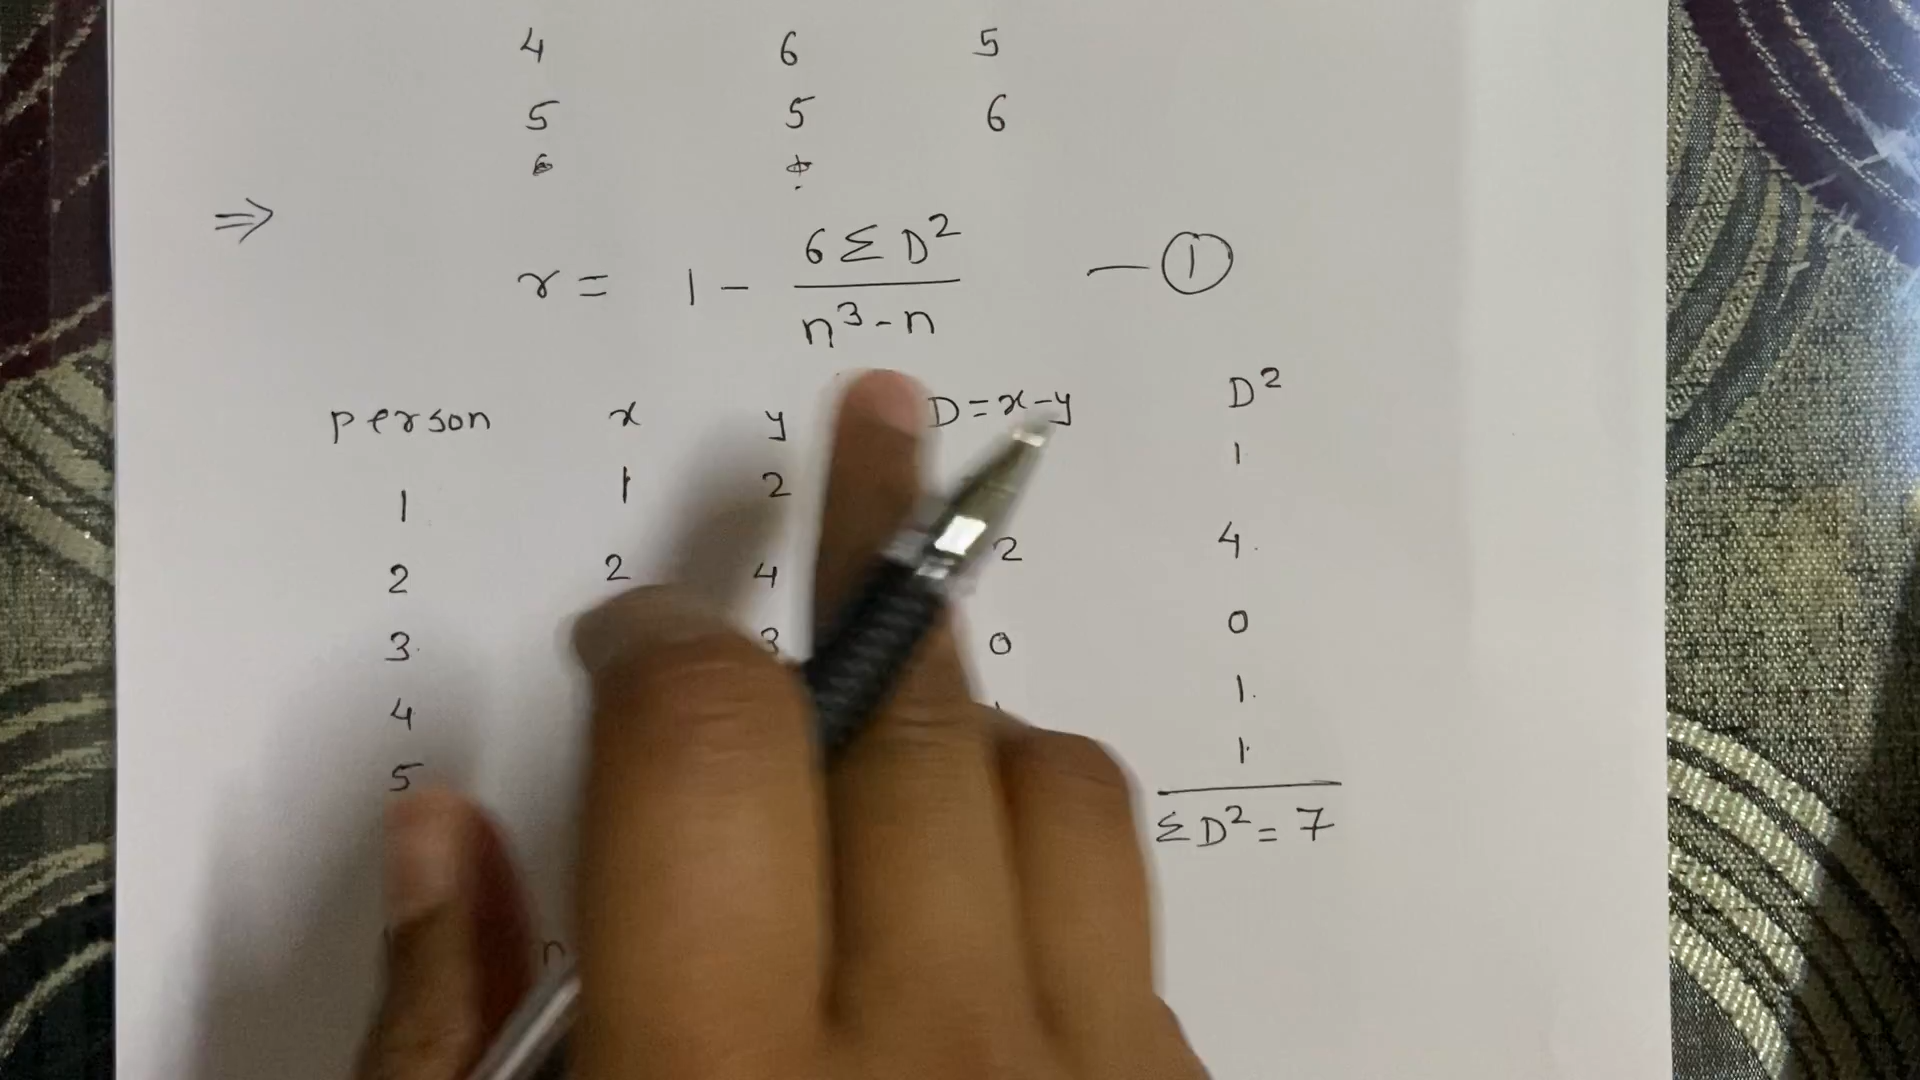 4 6 5
5 5 6
6
⇒
r = 1 - 6ΣD² / n³-n — ①
person x y D=x-y D²
1 1 2 1
2 2 4 2 4.
3. 3 0 0
4 1.
5 1
ΣD² = 7
n